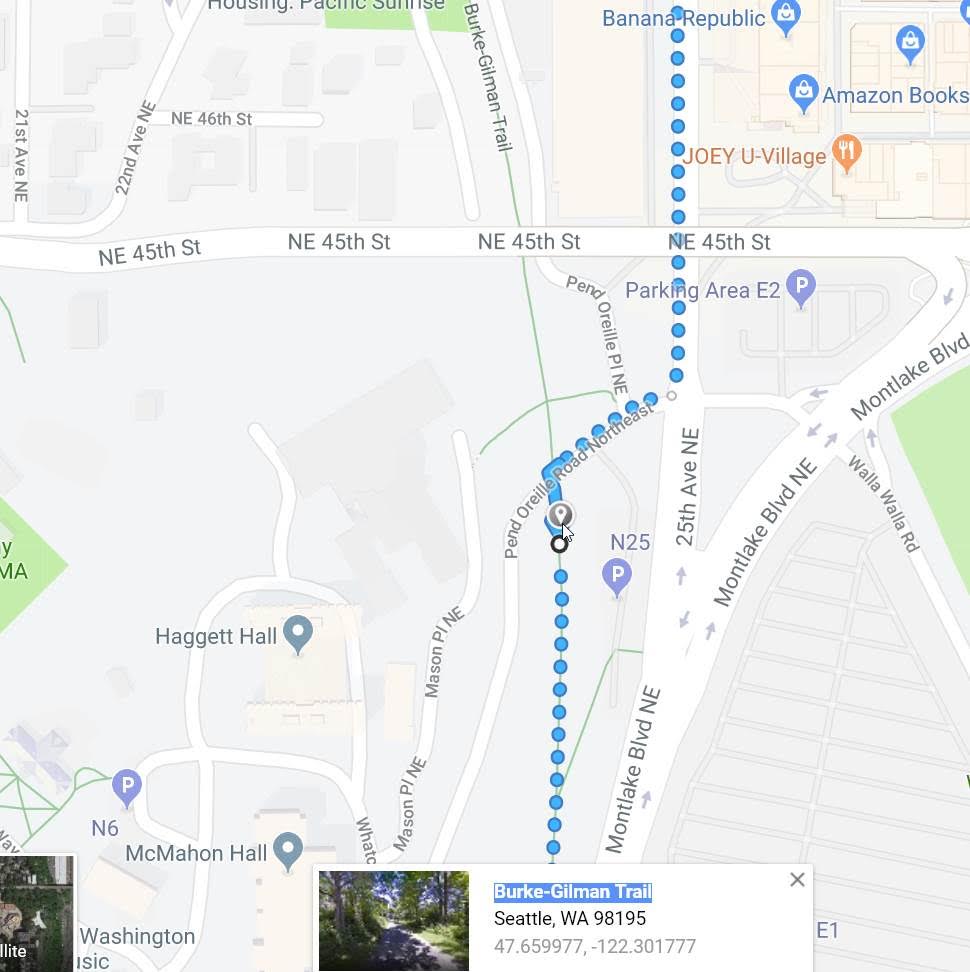 Housing. Pacific Sunrise
Banana Republic
Burke-Gilman Trail
Amazon Books
NE 46th St
21st Ave NE
22nd Ave NE
JOEY U-Village
NE 45th St
NE 45th St
NE 45th St
NE 45th St
Pend Oreille Pl NE
Parking Area E2
P
Montlake Blvd
Pend Oreille Road Northeast
25th Ave NE
Montlake Blvd NE
Walla Walla Rd
N25
P
MA
Haggett Hall
Mason Pl NE
Montlake Blvd NE
Mason Pl NE
P
N6
Whatc
Way
McMahon Hall
Burke-Gilman Trail
Seattle, WA 98195
47.659977, -122.301777
E1
Washington
usic
llite